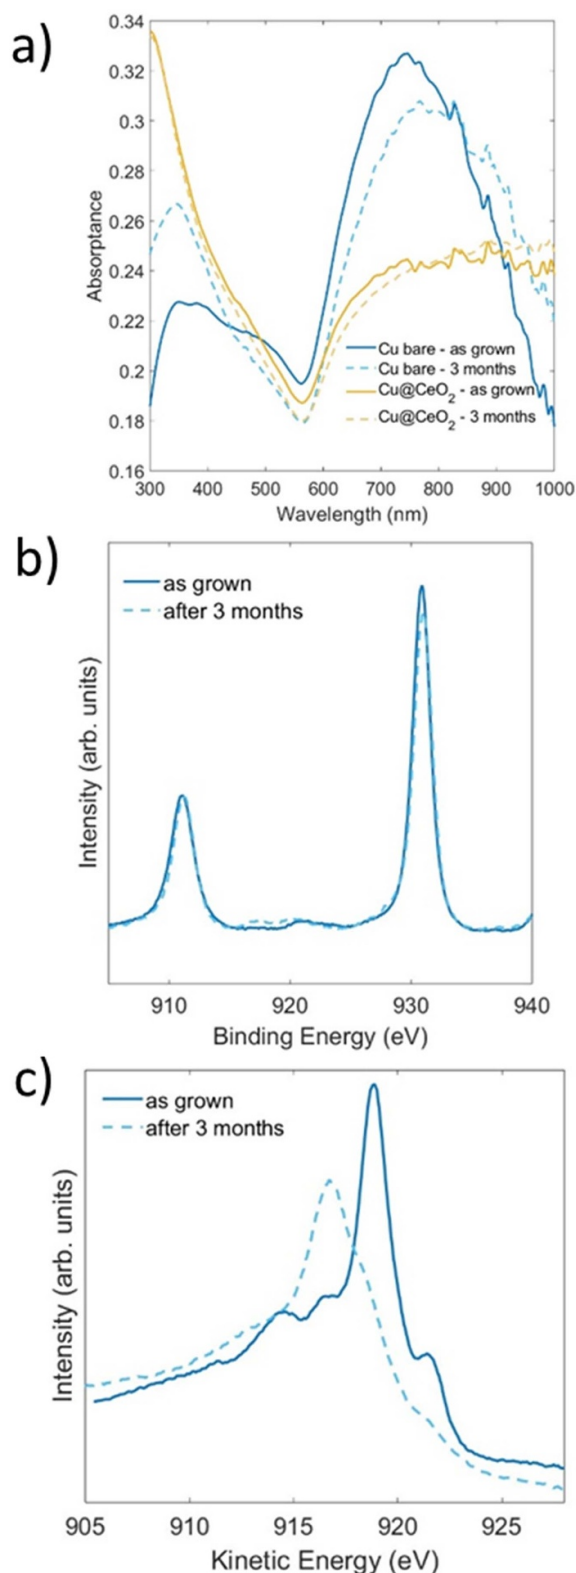 a)
0.34
0.32
0.3
0.28
0.26
0.24
0.22
0.2
0.18
0.16
Absorptance
Cu bare - as grown
Cu bare - 3 months
Cu@CeO2 - as grown
Cu@CeO2 - 3 months
300 400 500 600 700 800 900 1000
Wavelength (nm)
b)
as grown
after 3 months
Intensity (arb. units)
910 920 930 940
Binding Energy (eV)
c)
as grown
after 3 months
Intensity (arb. units)
905 910 915 920 925
Kinetic Energy (eV)